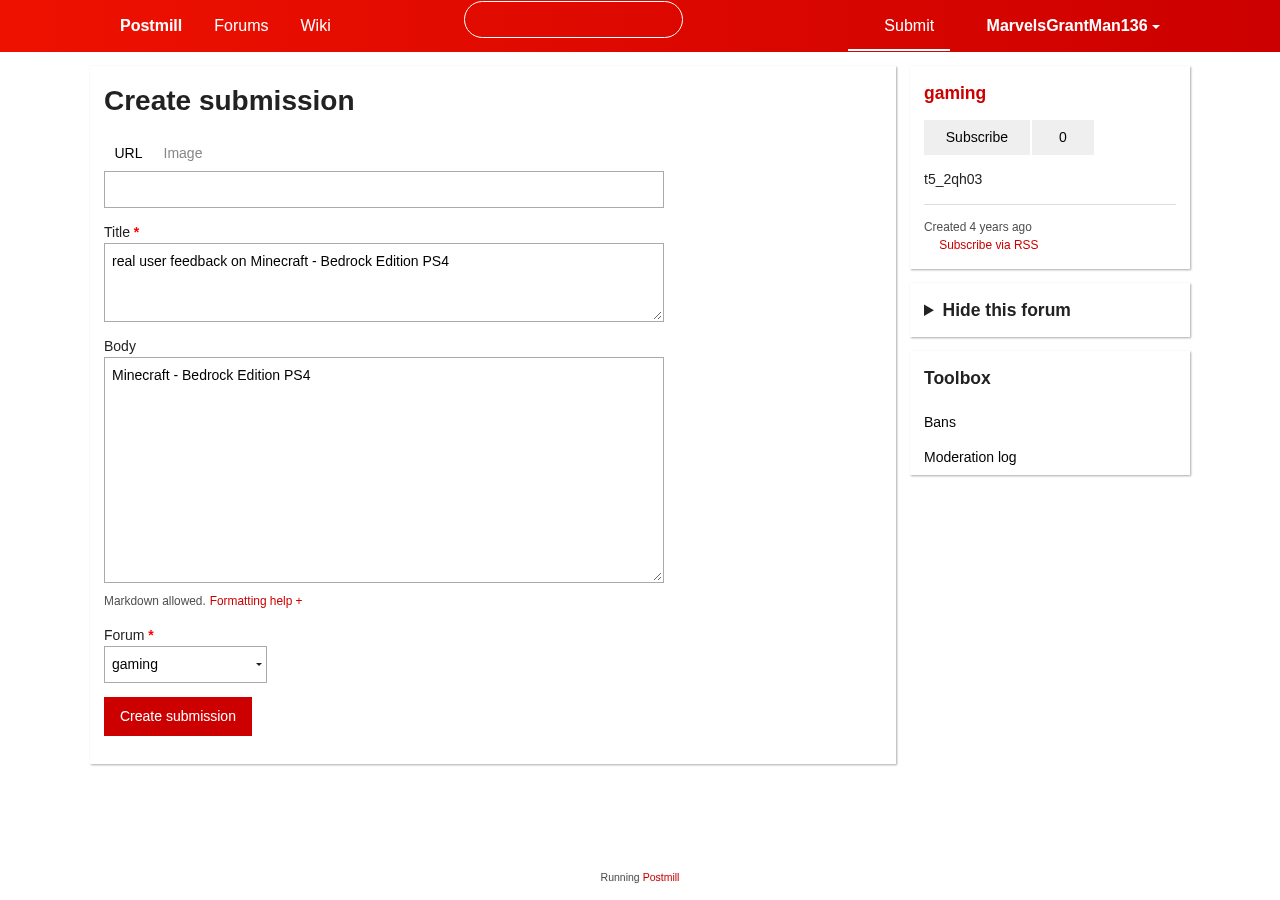 Postmill Forums Wiki Submit MarvelsGrantMan136
Create submission
URL Image
Title *
real user feedback on Minecraft - Bedrock Edition PS4
Body
Minecraft - Bedrock Edition PS4
Markdown allowed. Formatting help +
Forum *
gaming
Create submission
gaming
Subscribe 0
t5_2qh03
Created 4 years ago
Subscribe via RSS
Hide this forum
Toolbox
Bans
Moderation log
Running Postmill